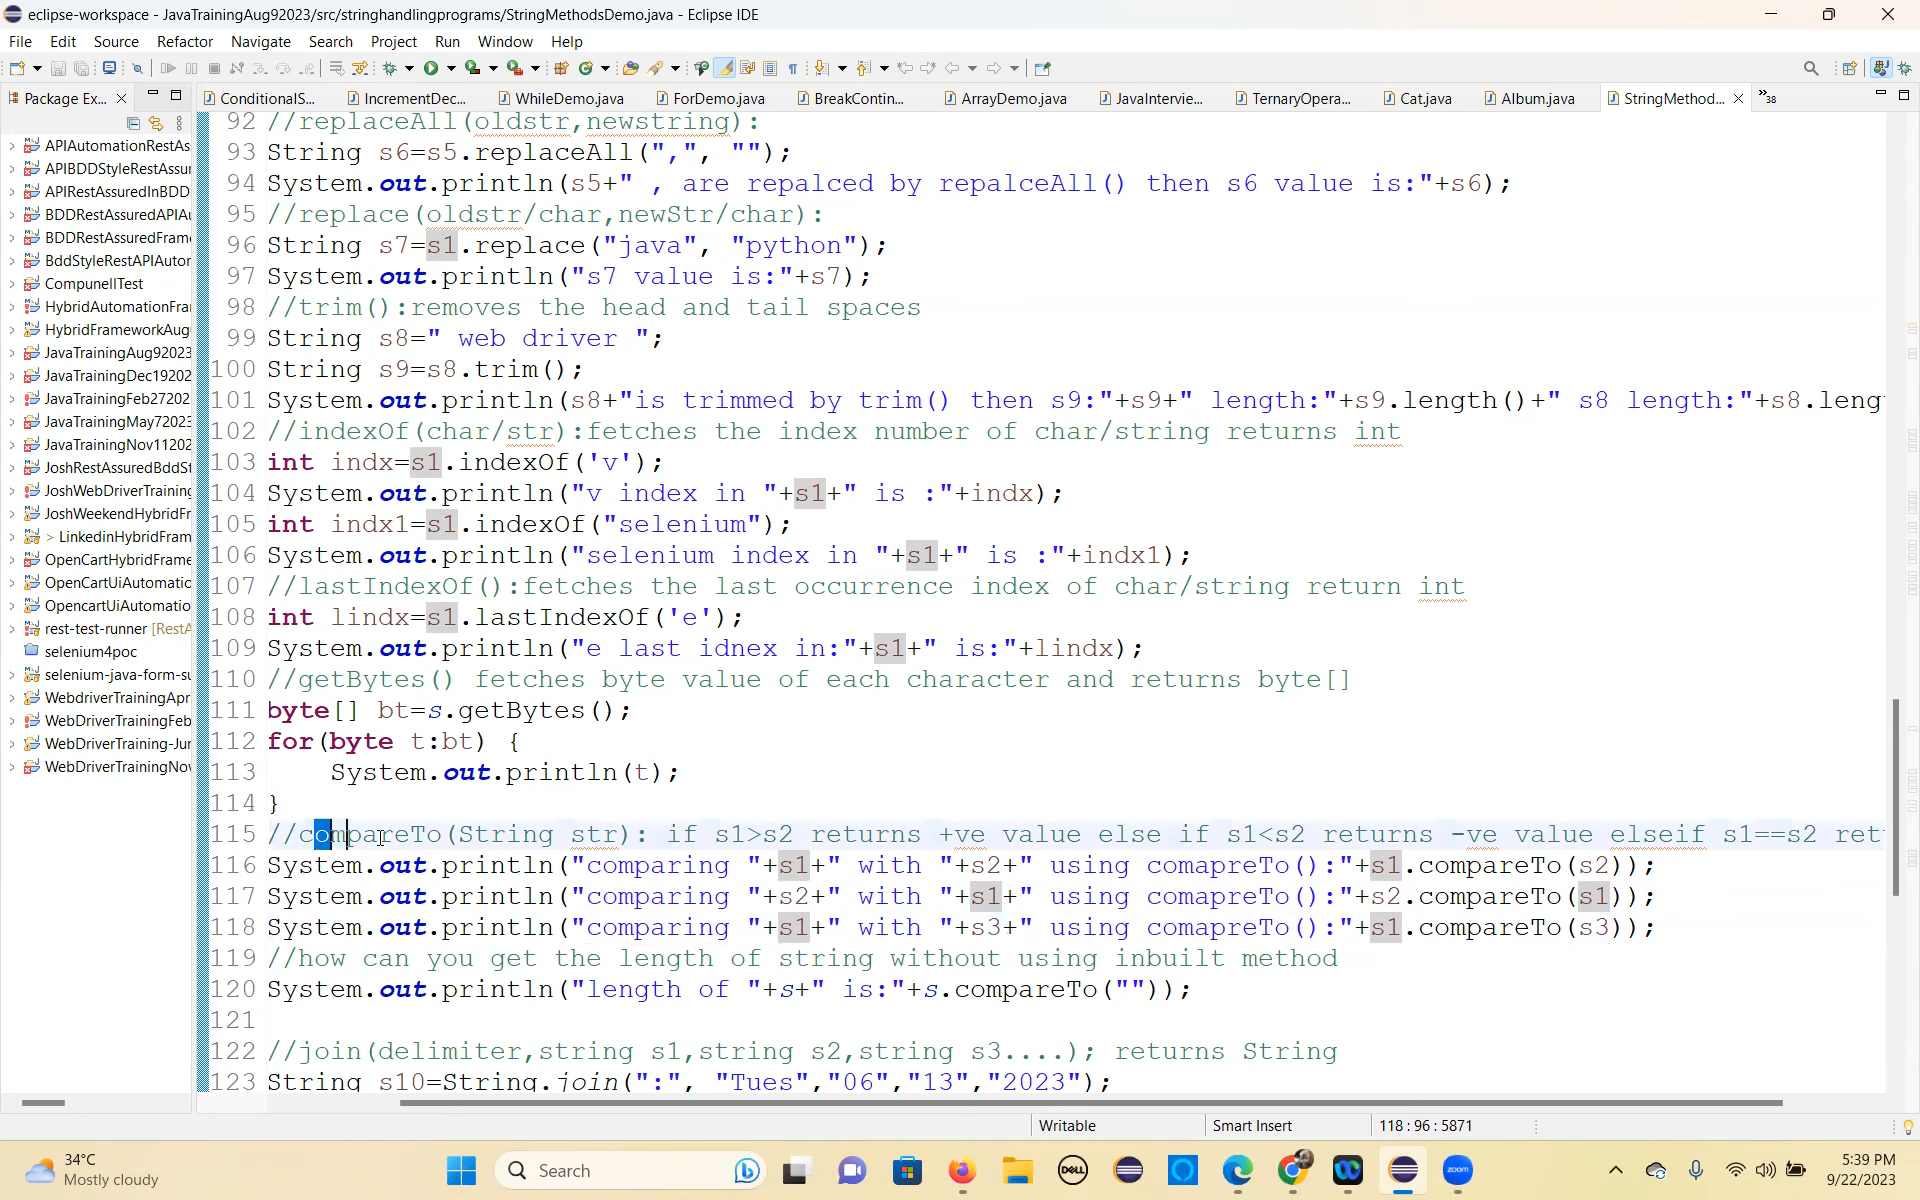 eclipse-workspace - JavaTrainingAug92023/src/stringhandlingprograms/StringMethodsDemo.java - Eclipse IDE
File Edit Source Refactor Navigate Search Project Run Window Help
Package Ex...
ConditionalS... IncrementDec... WhileDemo.java ForDemo.java BreakContin... ArrayDemo.java JavaIntervie... TernaryOpera... Cat.java Album.java StringMethod... »38
APIAutomationRestAs
APIBDDStyleRestAssur
APIRestAssuredInBDD
BDDRestAssuredAPIAu
BDDRestAssuredFram
BddStyleRestAPIAutor
CompunellTest
HybridAutomationFra
HybridFrameworkAug
JavaTrainingAug92023
JavaTrainingDec19202
JavaTrainingFeb27202
JavaTrainingMay72023
JavaTrainingNov11202
JoshRestAssuredBddSt
JoshWebDriverTraining
JoshWeekendHybridFr
> LinkedinHybridFram
OpenCartHybridFrame
OpenCartUiAutomatic
OpencartUiAutomatio
rest-test-runner [RestA
selenium4poc
selenium-java-form-su
WebdriverTrainingApr
WebDriverTrainingFeb
WebDriverTraining-Jur
WebDriverTrainingNov
92 //replaceAll(oldstr,newstring):
93 String s6=s5.replaceAll(",", "");
94 System.out.println(s5+" , are repalced by repalceAll() then s6 value is:"+s6);
95 //replace(oldstr/char,newStr/char):
96 String s7=s1.replace("java", "python");
97 System.out.println("s7 value is:"+s7);
98 //trim():removes the head and tail spaces
99 String s8=" web driver ";
100 String s9=s8.trim();
101 System.out.println(s8+"is trimmed by trim() then s9:"+s9+" length:"+s9.length()+" s8 length:"+s8.leng
102 //indexOf(char/str):fetches the index number of char/string returns int
103 int indx=s1.indexOf('v');
104 System.out.println("v index in "+s1+" is :"+indx);
105 int indx1=s1.indexOf("selenium");
106 System.out.println("selenium index in "+s1+" is :"+indx1);
107 //lastIndexOf():fetches the last occurrence index of char/string return int
108 int lindx=s1.lastIndexOf('e');
109 System.out.println("e last idnex in:"+s1+" is:"+lindx);
110 //getBytes() fetches byte value of each character and returns byte[]
111 byte[] bt=s.getBytes();
112 for(byte t:bt) {
113 System.out.println(t);
114 }
115 //compareTo(String str): if s1>s2 returns +ve value else if s1<s2 returns -ve value elseif s1==s2 ret
116 System.out.println("comparing "+s1+" with "+s2+" using comapreTo():"+s1.compareTo(s2));
117 System.out.println("comparing "+s2+" with "+s1+" using comapreTo():"+s2.compareTo(s1));
118 System.out.println("comparing "+s1+" with "+s3+" using comapreTo():"+s1.compareTo(s3));
119 //how can you get the length of string without using inbuilt method
120 System.out.println("length of "+s+" is:"+s.compareTo(""));
121
122 //join(delimiter,string s1,string s2,string s3....); returns String
123 String s10=String.join(":", "Tues","06","13","2023");
Writable Smart Insert 118 : 96 : 5871
34°C
Mostly cloudy
Search
DELL
zoom
5:39 PM
9/22/2023